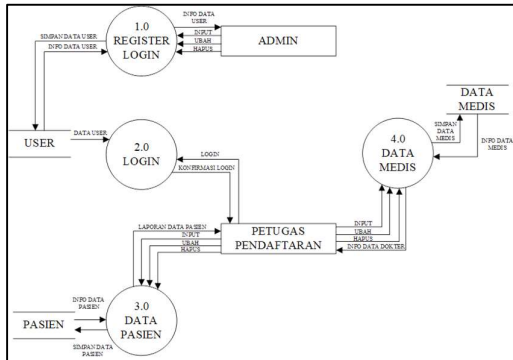 INFO DATA
USER
1.0
REGISTER
LOGIN
INPUT
UBAH
HAPUS
ADMIN
SIMPAN DATA USER
INFO DATA USER
DATA
MEDIS
SIMPAN
DATA
MEDIS
INFO DATA
MEDIS
4.0
DATA
MEDIS
USER
DATA USER
2.0
LOGIN
LOGIN
KONFIRMASI LOGIN
LAPORAN DATA PASIEN
INPUT
UBAH
HAPUS
PETUGAS
PENDAFTARAN
INPUT
UBAH
HAPUS
INFO DATA DOKTER
3.0
DATA
PASIEN
INFO DATA
PASIEN
PASIEN
SIMPAN DATA
PASIEN